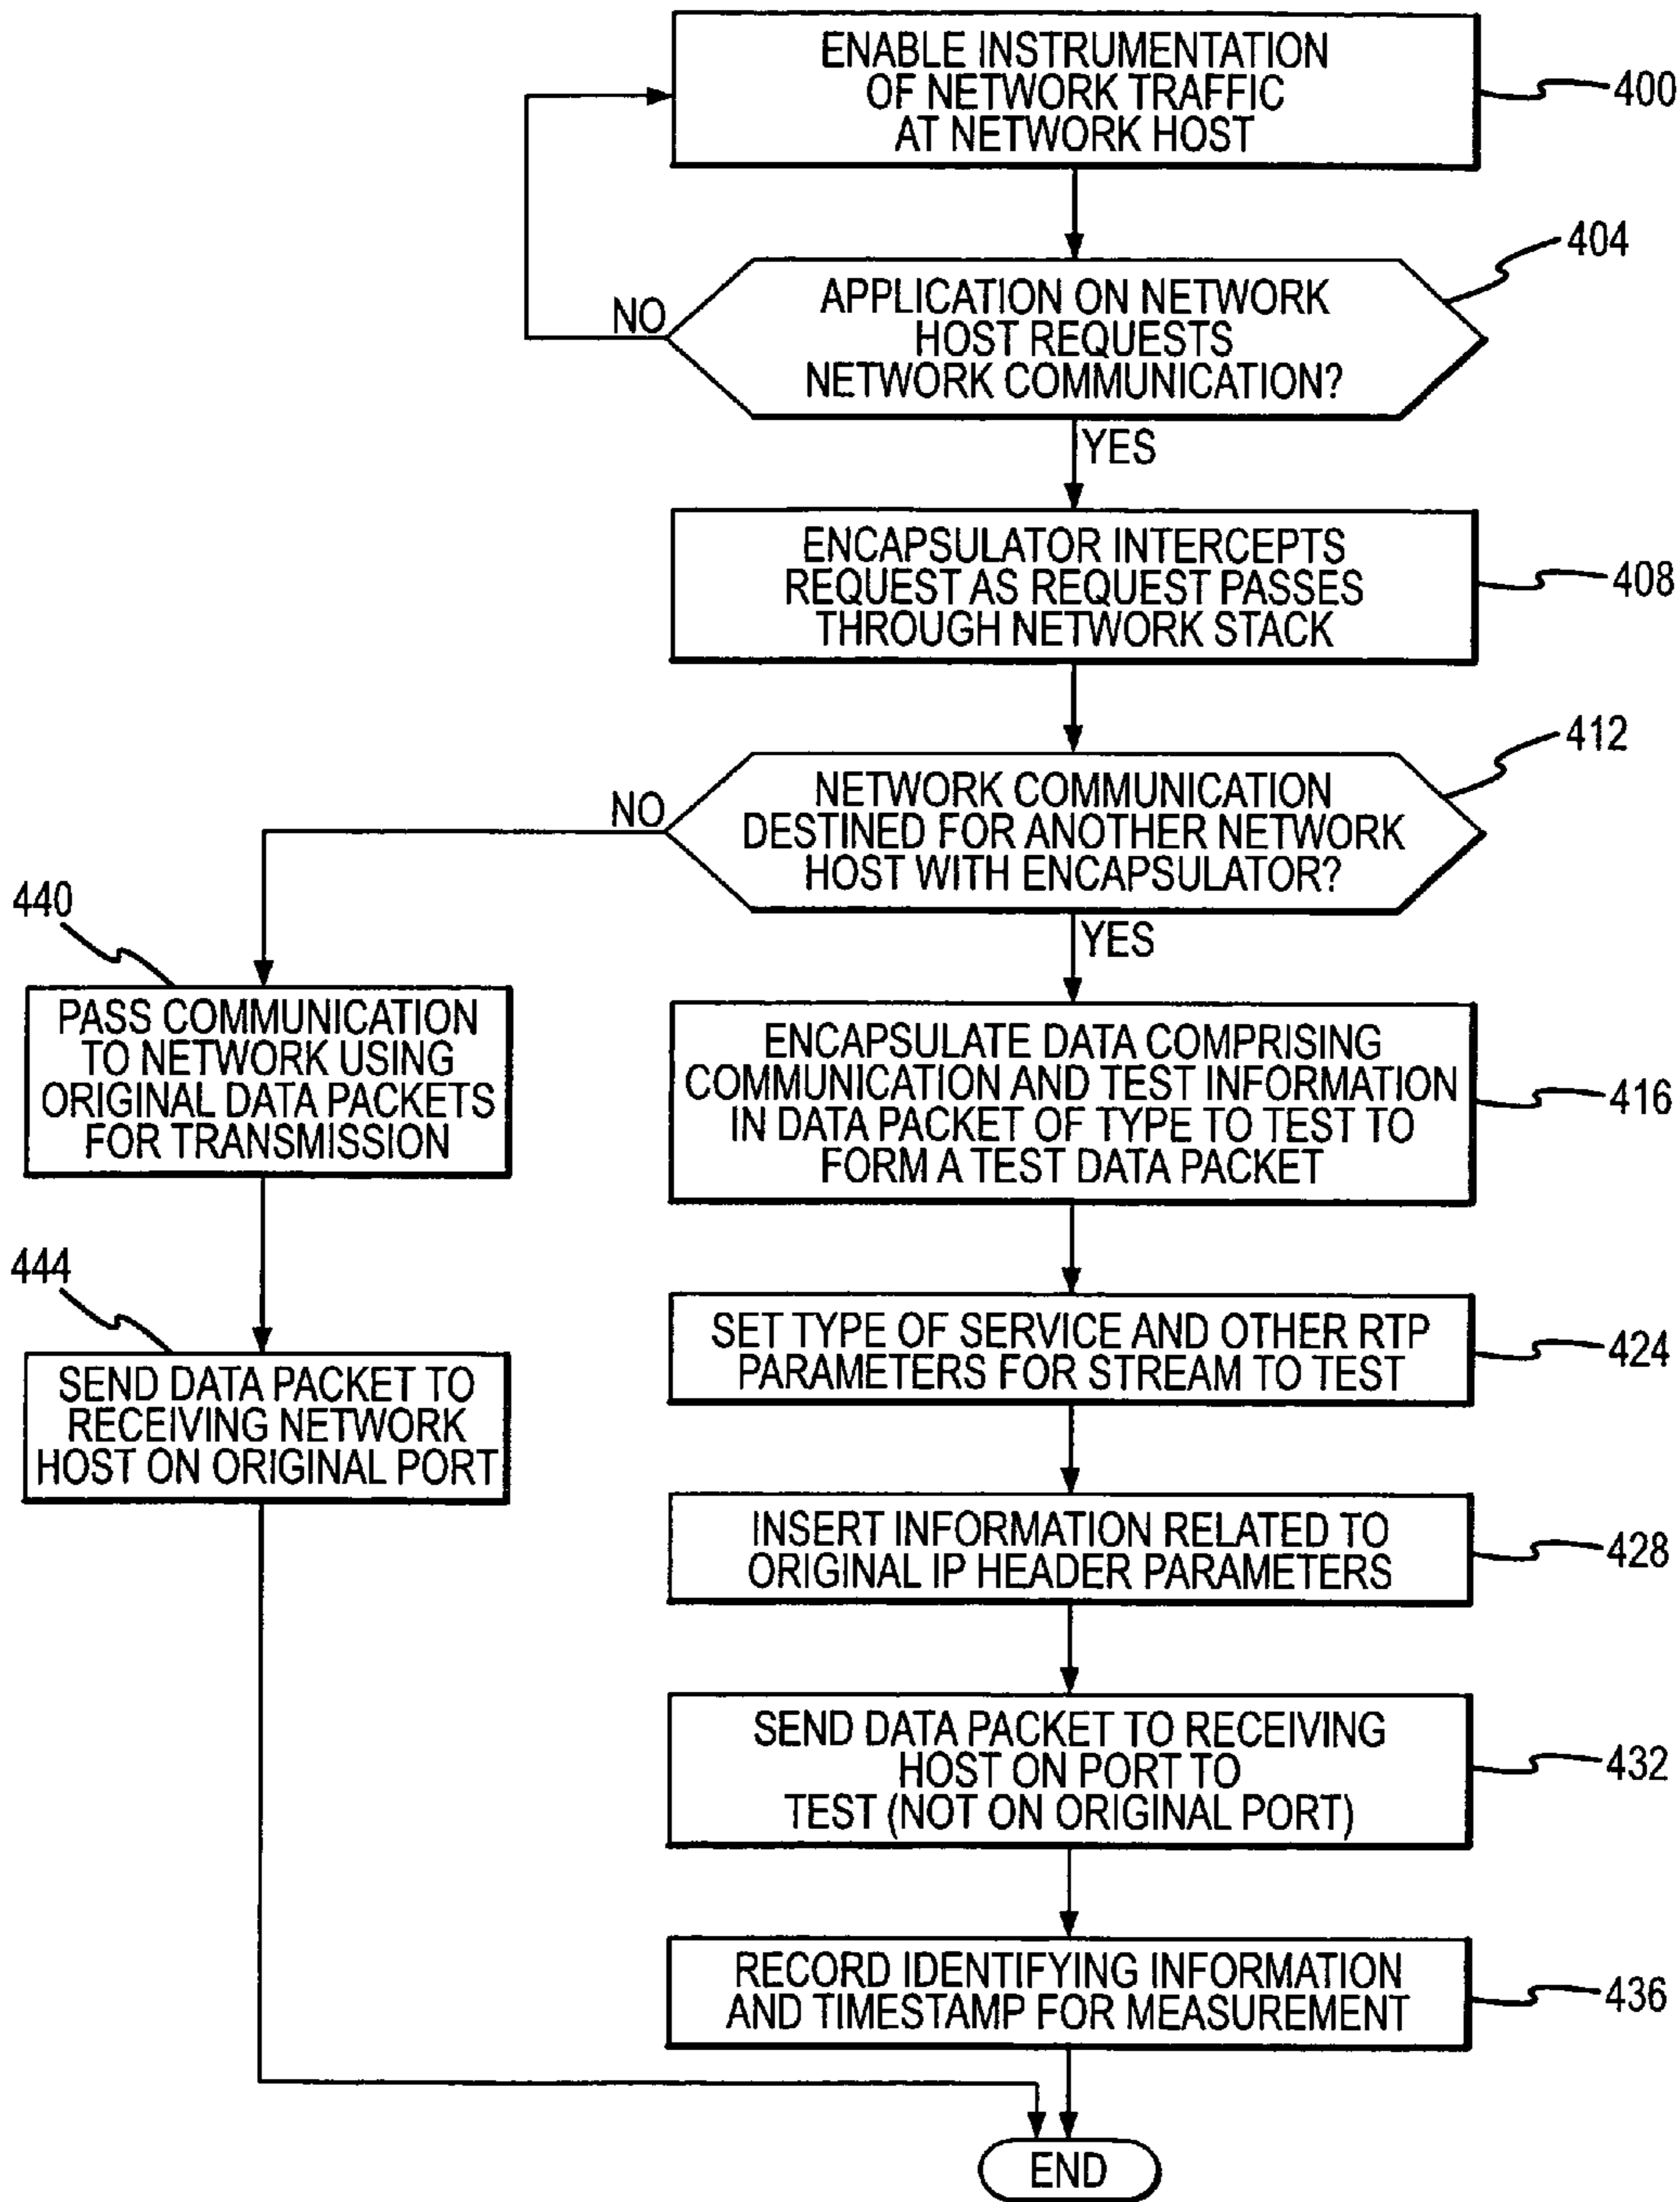 ENABLE INSTRUMENTATION
OF NETWORK TRAFFIC
AT NETWORK HOST
400
404
APPLICATION ON NETWORK
HOST REQUESTS
NETWORK COMMUNICATION?
NO
YES
ENCAPSULATOR INTERCEPTS
REQUEST AS REQUEST PASSES
THROUGH NETWORK STACK
408
412
NETWORK COMMUNICATION
DESTINED FOR ANOTHER NETWORK
HOST WITH ENCAPSULATOR?
NO
YES
440
PASS COMMUNICATION
TO NETWORK USING
ORIGINAL DATA PACKETS
FOR TRANSMISSION
ENCAPSULATE DATA COMPRISING
COMMUNICATION AND TEST INFORMATION
IN DATA PACKET OF TYPE TO TEST TO
FORM A TEST DATA PACKET
416
444
SEND DATA PACKET TO
RECEIVING NETWORK
HOST ON ORIGINAL PORT
SET TYPE OF SERVICE AND OTHER RTP
PARAMETERS FOR STREAM TO TEST
424
INSERT INFORMATION RELATED TO
ORIGINAL IP HEADER PARAMETERS
428
SEND DATA PACKET TO RECEIVING
HOST ON PORT TO
TEST (NOT ON ORIGINAL PORT)
432
RECORD IDENTIFYING INFORMATION
AND TIMESTAMP FOR MEASUREMENT
436
END